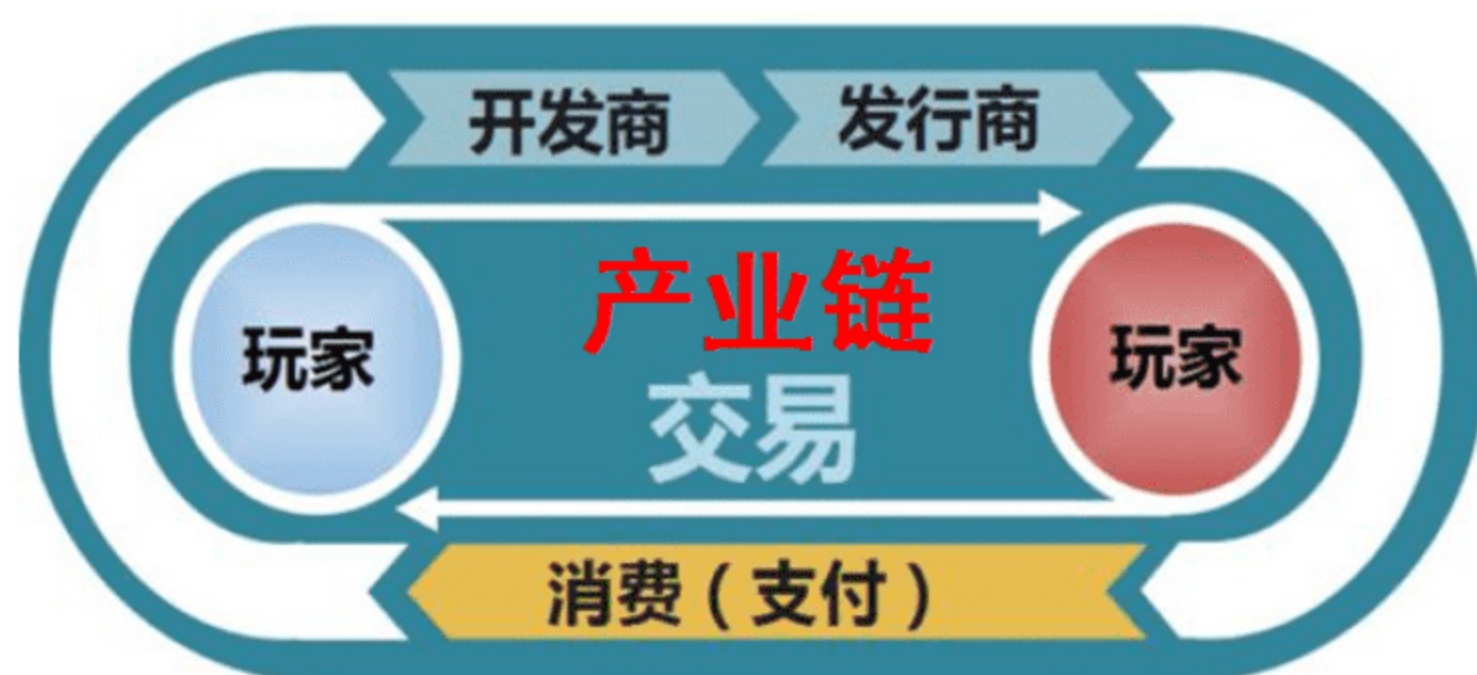 开发商 发行商
产业链
玩家 玩家
交易
消费（支付）